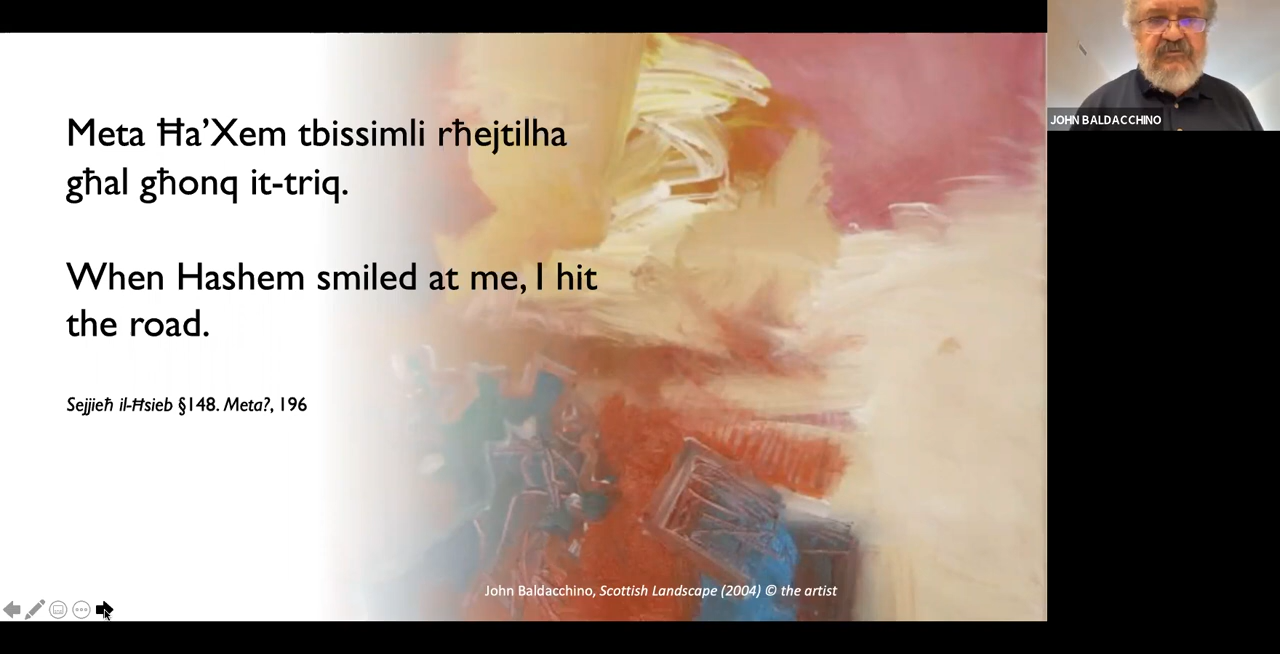 Meta Ħa’Xem tbissimli rħejtilha
għal għonq it-triq.
When Hashem smiled at me, I hit
the road.
Sejjieħ il-Ħsieb §148. Meta?, 196
John Baldacchino, Scottish Landscape (2004) © the artist
JOHN BALDACCHINO